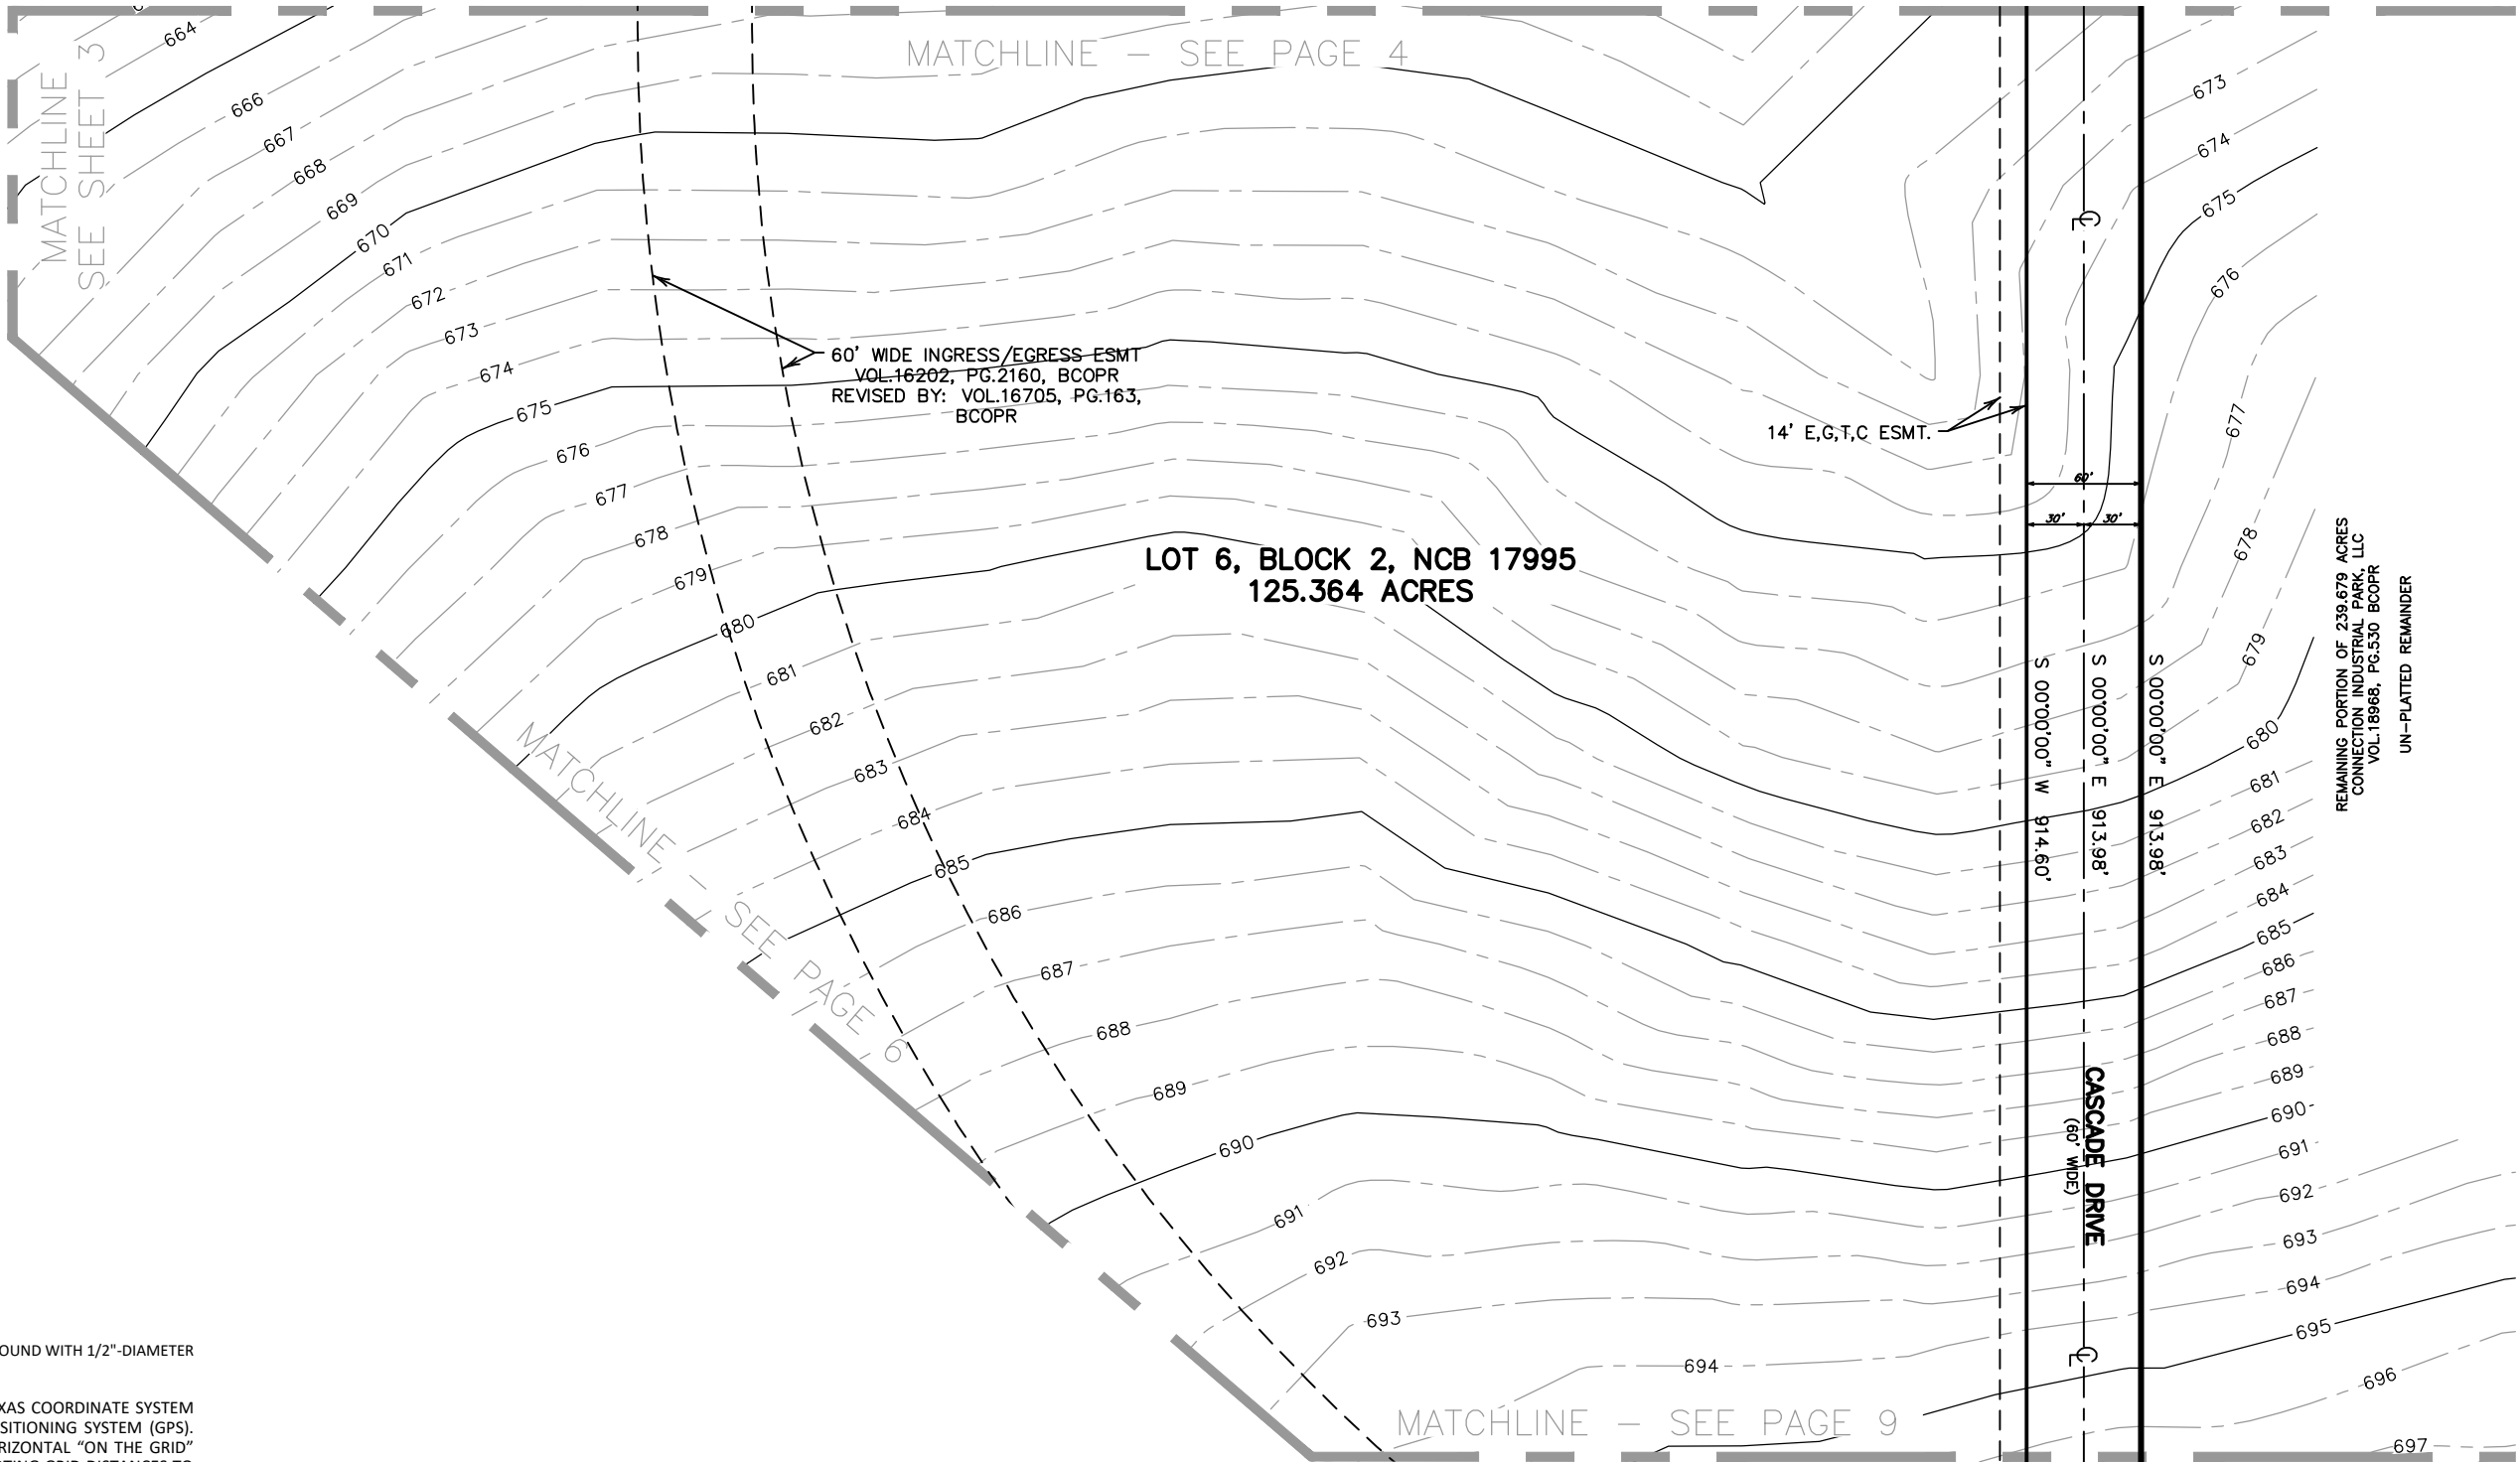 MATCHLINE - SEE PAGE 4
MATCHLINE
SEE SHEET 3
664
666
667
668
669
670
671
672
673
674
675
676
677
678
679
680
681
682
683
684
685
686
687
688
689
690
691
692
693
694
673
674
675
676
677
678
679
680
681
682
683
684
685
686
687
688
689
690
691
692
693
694
695
696
697
60' WIDE INGRESS/EGRESS ESMT
VOL.16202, PG.2160, BCOPR
REVISED BY: VOL.16705, PG.163,
BCOPR
14' E,G,T,C ESMT.
60'
30'
30'
LOT 6, BLOCK 2, NCB 17995
125.364 ACRES
S 00°00'00" W 914.60'
S 00°00'00" E 913.98'
S 00°00'00" E 913.98'
REMAINING PORTION OF 239.679 ACRES
CONNECTION INDUSTRIAL PARK, LLC
VOL.18968, PG.530 BCOPR
UN-PLATTED REMAINDER
CASCADE DRIVE
(60' WIDE)
MATCHLINE - SEE PAGE 6
MATCHLINE - SEE PAGE 9
OUND WITH 1/2"-DIAMETER
XAS COORDINATE SYSTEM
SITIONING SYSTEM (GPS).
RIZONTAL “ON THE GRID”